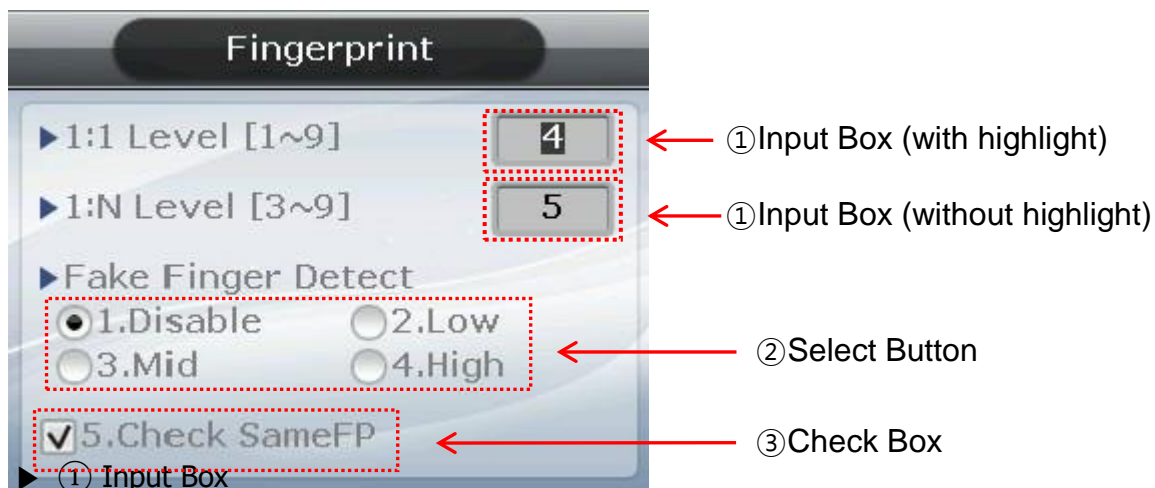 Fingerprint
▶1:1 Level [1~9] 4 ①Input Box (with highlight)
▶1:N Level [3~9] 5 ①Input Box (without highlight)
▶Fake Finger Detect
1.Disable 2.Low
3.Mid 4.High
②Select Button
5.Check SameFP ③Check Box
▶ ① Input Box